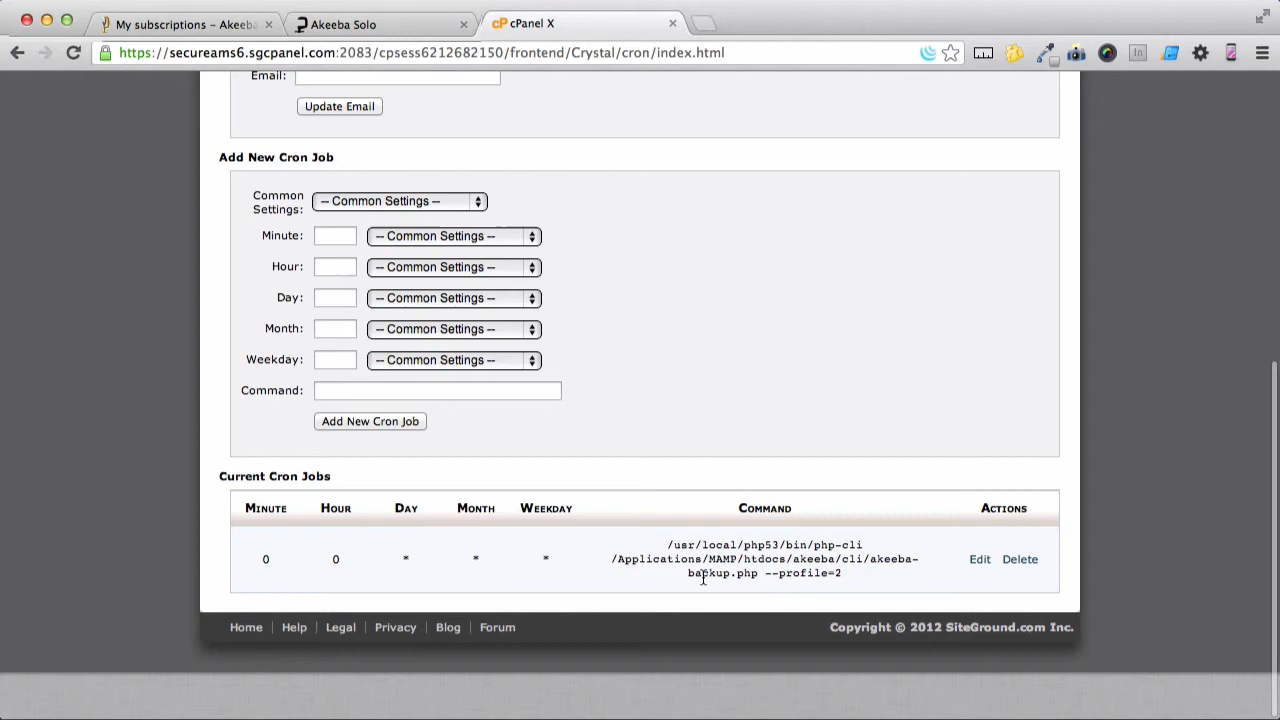 My subscriptions – Akeeba
Akeeba Solo
cP cPanel X
https://secureams6.sgcpanel.com:2083/cpsess6212682150/frontend/Crystal/cron/index.html
Email:
Update Email
Add New Cron Job
Common Settings:
-- Common Settings --
Minute:
-- Common Settings --
Hour:
-- Common Settings --
Day:
-- Common Settings --
Month:
-- Common Settings --
Weekday:
-- Common Settings --
Command:
Add New Cron Job
Current Cron Jobs
Minute Hour Day Month Weekday Command Actions
0 0 * * *
/usr/local/php53/bin/php-cli
/Applications/MAMP/htdocs/akeeba/cli/akeeba-
backup.php --profile=2
Edit Delete
Home Help Legal Privacy Blog Forum
Copyright © 2012 SiteGround.com Inc.